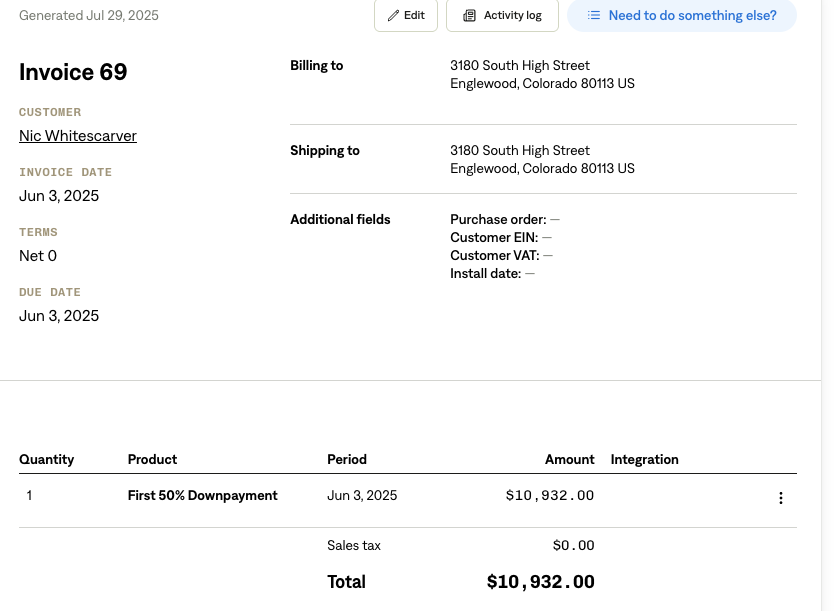 Generated Jul 29, 2025
Edit
Activity log
Need to do something else?
Invoice 69
CUSTOMER
Nic Whitescarver
INVOICE DATE
Jun 3, 2025
TERMS
Net 0
DUE DATE
Jun 3, 2025
Billing to
3180 South High Street
Englewood, Colorado 80113 US
Shipping to
3180 South High Street
Englewood, Colorado 80113 US
Additional fields
Purchase order: —
Customer EIN: —
Customer VAT: —
Install date: —
Quantity Product Period Amount Integration
1 First 50% Downpayment Jun 3, 2025 $10,932.00
Sales tax $0.00
Total $10,932.00